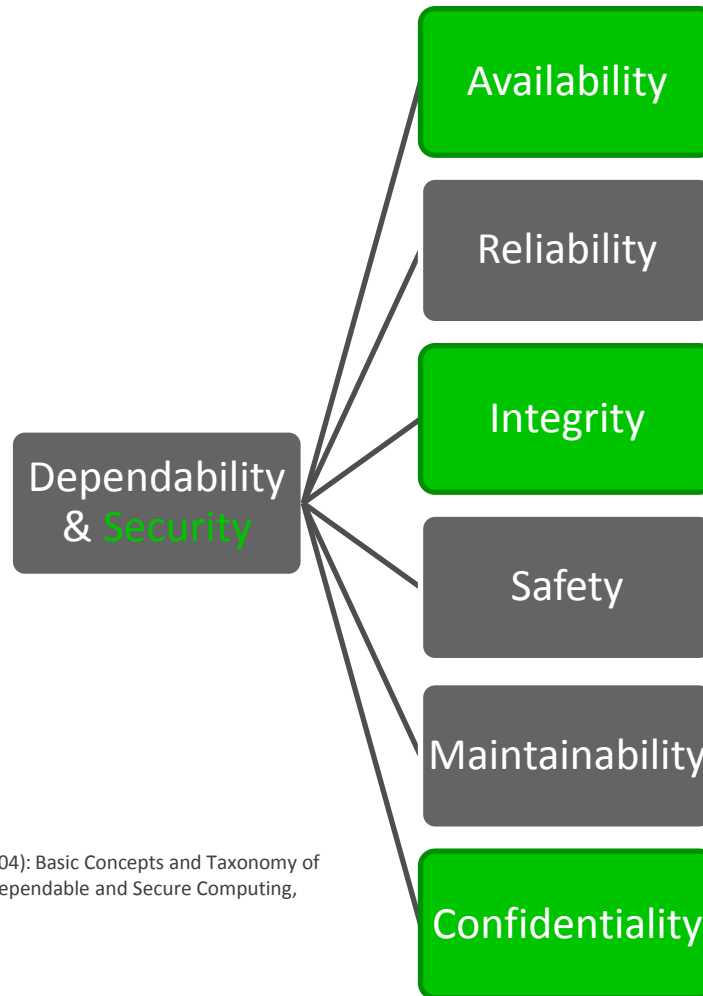 Availability
Reliability
Integrity
Dependability
& Security
Safety
Maintainability
04): Basic Concepts and Taxonomy of
ependable and Secure Computing,
Confidentiality